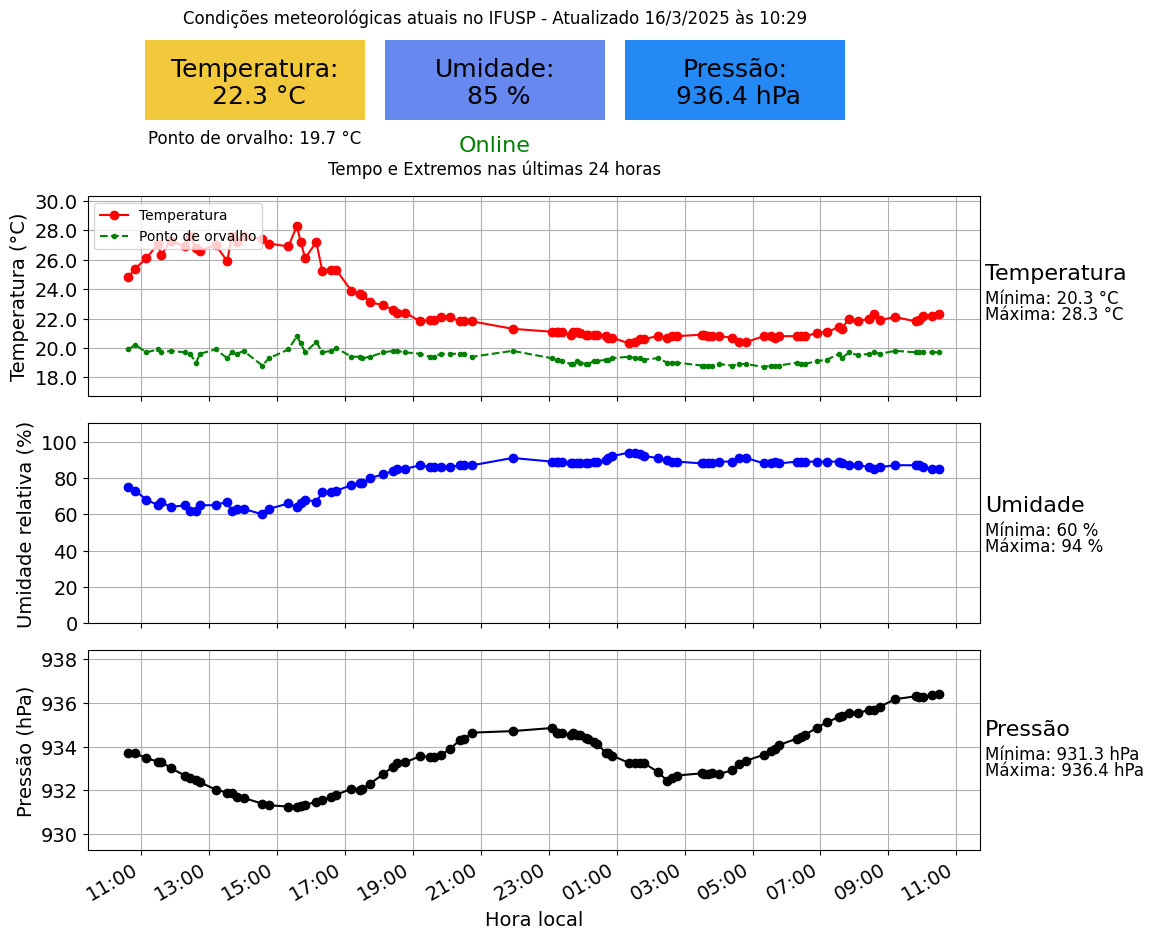 Condições meteorológicas atuais no IFUSP - Atualizado 16/3/2025 às 10:29
Temperatura:
22.3 °C
Umidade:
85 %
Pressão:
936.4 hPa
Ponto de orvalho: 19.7 °C
Online
Tempo e Extremos nas últimas 24 horas
Temperatura (°C)
30.0
28.0
26.0
24.0
22.0
20.0
18.0
Temperatura
Ponto de orvalho
Temperatura
Mínima: 20.3 °C
Máxima: 28.3 °C
Umidade relativa (%)
100
80
60
40
20
0
Umidade
Mínima: 60 %
Máxima: 94 %
Pressão (hPa)
938
936
934
932
930
Pressão
Mínima: 931.3 hPa
Máxima: 936.4 hPa
11:00
13:00
15:00
17:00
19:00
21:00
23:00
01:00
03:00
05:00
07:00
09:00
11:00
Hora local